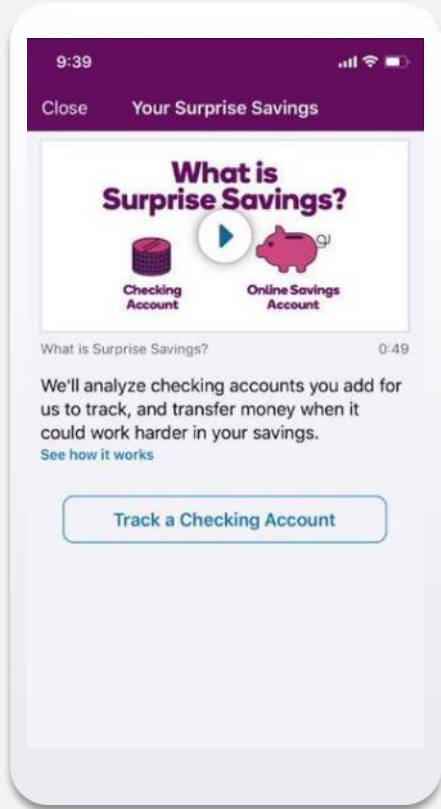 9:39
Close Your Surprise Savings
What is
Surprise Savings?
Checking
Account
Online Savings
Account
What is Surprise Savings? 0:49
We'll analyze checking accounts you add for
us to track, and transfer money when it
could work harder in your savings.
See how it works
Track a Checking Account